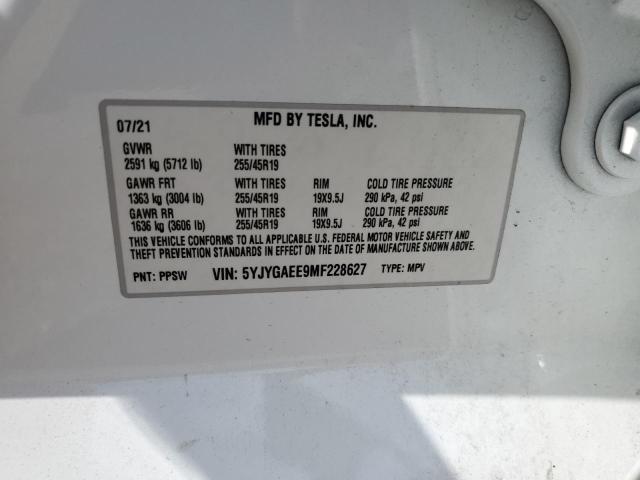 07/21 MFD BY TESLA, INC.
GVWR WITH TIRES
2591 kg (5712 lb) 255/45R19
GAWR FRT WITH TIRES RIM COLD TIRE PRESSURE
1363 kg (3004 lb) 255/45R19 19X9.5J 290 kPa, 42 psi
GAWR RR WITH TIRES RIM COLD TIRE PRESSURE
1636 kg (3606 lb) 255/45R19 19X9.5J 290 kPa, 42 psi
THIS VEHICLE CONFORMS TO ALL APPLICABLE U.S. FEDERAL MOTOR VEHICLE SAFETY AND
THEFT PREVENTION STANDARDS IN EFFECT ON THE DATE OF MANUFACTURE SHOWN ABOVE.
PNT: PPSW VIN: 5YJYGAEE9MF228627 TYPE: MPV